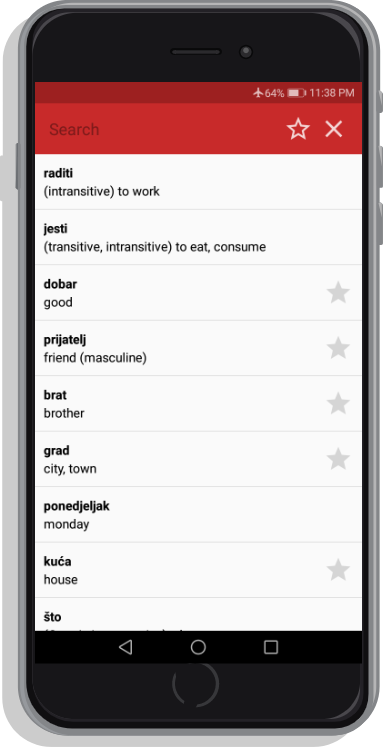 64% 11:38 PM
Search
raditi
(intransitive) to work
jesti
(transitive, intransitive) to eat, consume
dobar
good
prijatelj
friend (masculine)
brat
brother
grad
city, town
ponedjeljak
monday
kuća
house
što